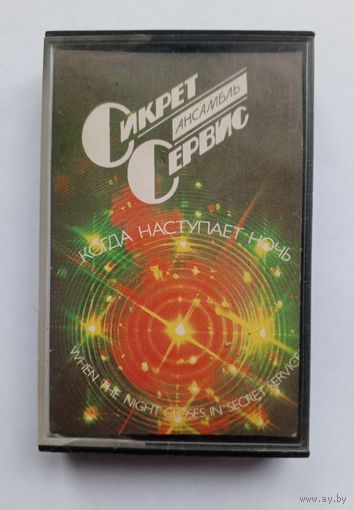 Сикрет
АНСАМБЛЬ
Сервис
КОГДА НАСТУПАЕТ НОЧЬ
WHEN THE NIGHT CLOSES IN "SECRET SERVICE"
www.ay.by